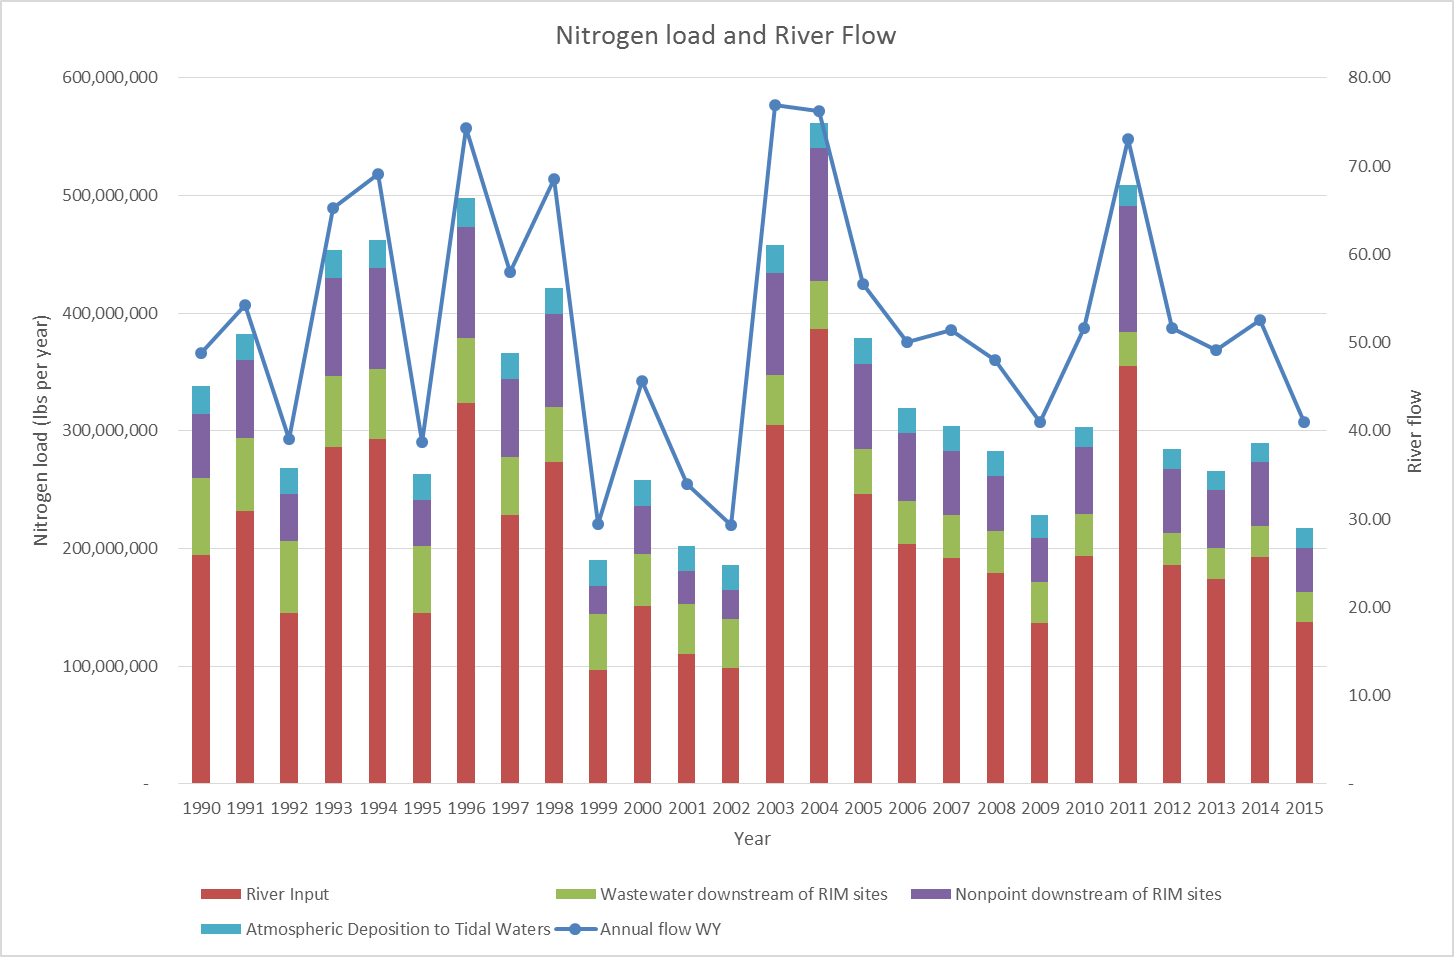 Nitrogen load and River Flow
600,000,000
500,000,000
400,000,000
300,000,000
200,000,000
100,000,000
-
Nitrogen load (lbs per year)
80.00
70.00
60.00
50.00
40.00
30.00
20.00
10.00
-
River flow
1990 1991 1992 1993 1994 1995 1996 1997 1998 1999 2000 2001 2002 2003 2004 2005 2006 2007 2008 2009 2010 2011 2012 2013 2014 2015
Year
River Input Wastewater downstream of RIM sites Nonpoint downstream of RIM sites
Atmospheric Deposition to Tidal Waters Annual flow WY